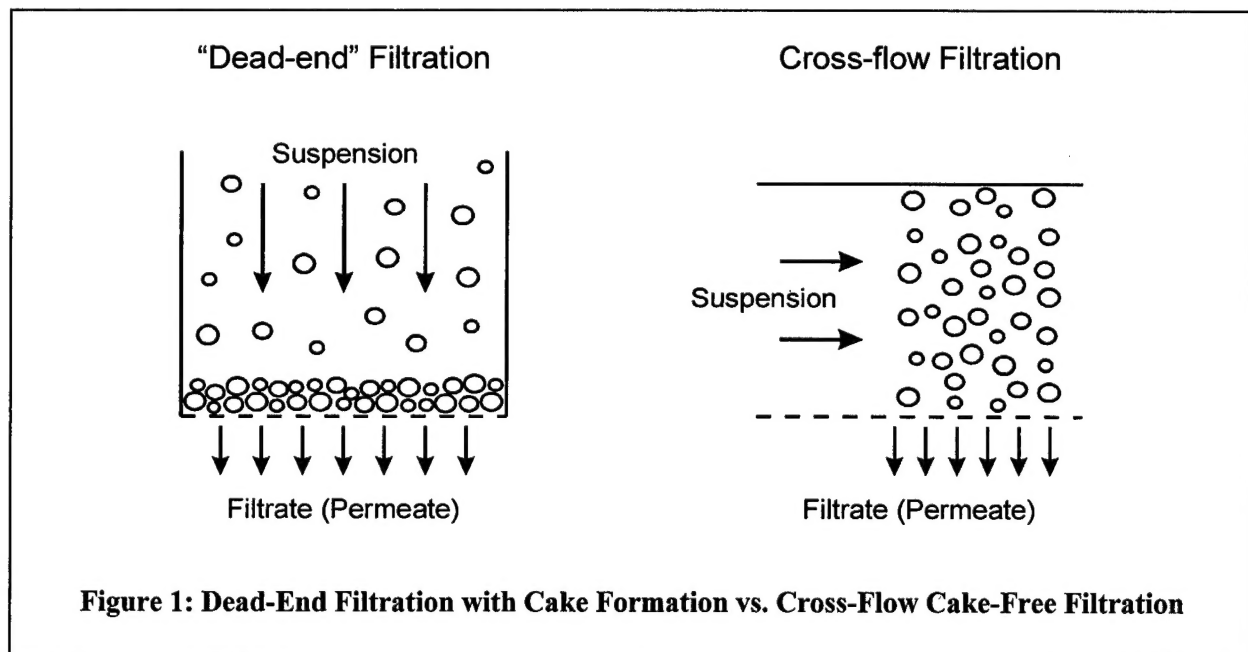 “Dead-end” Filtration
Cross-flow Filtration
Suspension
Suspension
Filtrate (Permeate)
Filtrate (Permeate)
Figure 1: Dead-End Filtration with Cake Formation vs. Cross-Flow Cake-Free Filtration